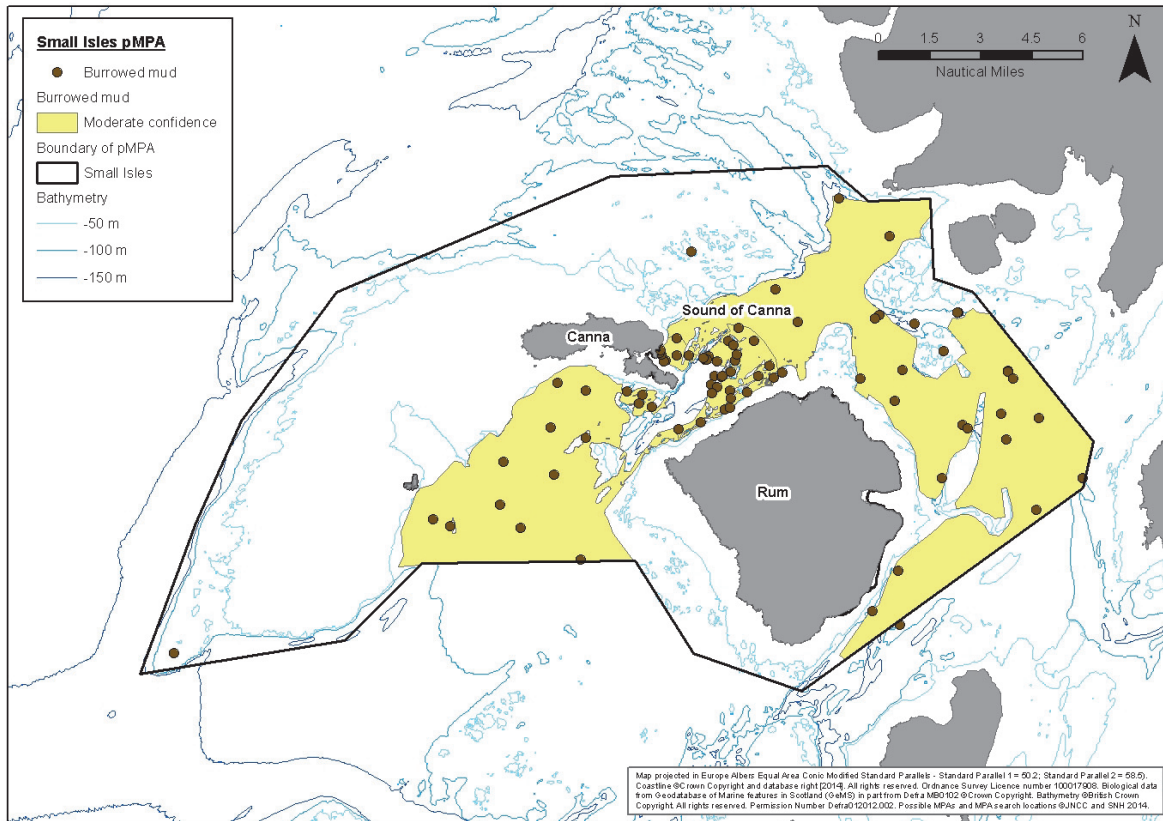 Small Isles pMPA
Burrowed mud
Burrowed mud
Moderate confidence
Boundary of pMPA
Small Isles
Bathymetry
-50 m
-100 m
-150 m
N
0 1.5 3 4.5 6
Nautical Miles
Sound of Canna
Canna
Rum
Map projected in Europe Albers Equal Area Conic Modified Standard Parallels - Standard Parallel 1 = 50.2; Standard Parallel 2 = 58.5).
Coastline ©Crown Copyright and database right [2014]. All rights reserved. Ordnance Survey Licence number 100017908. Biological data
from Geodatabase of Marine features in Scotland (GeMS) in part from Defra MB0102 ©Crown Copyright. Bathymetry ©British Crown
Copyright. All rights reserved. Permission Number Defra012012.002. Possible MPAs and MPA search locations ©JNCC and SNH 2014.